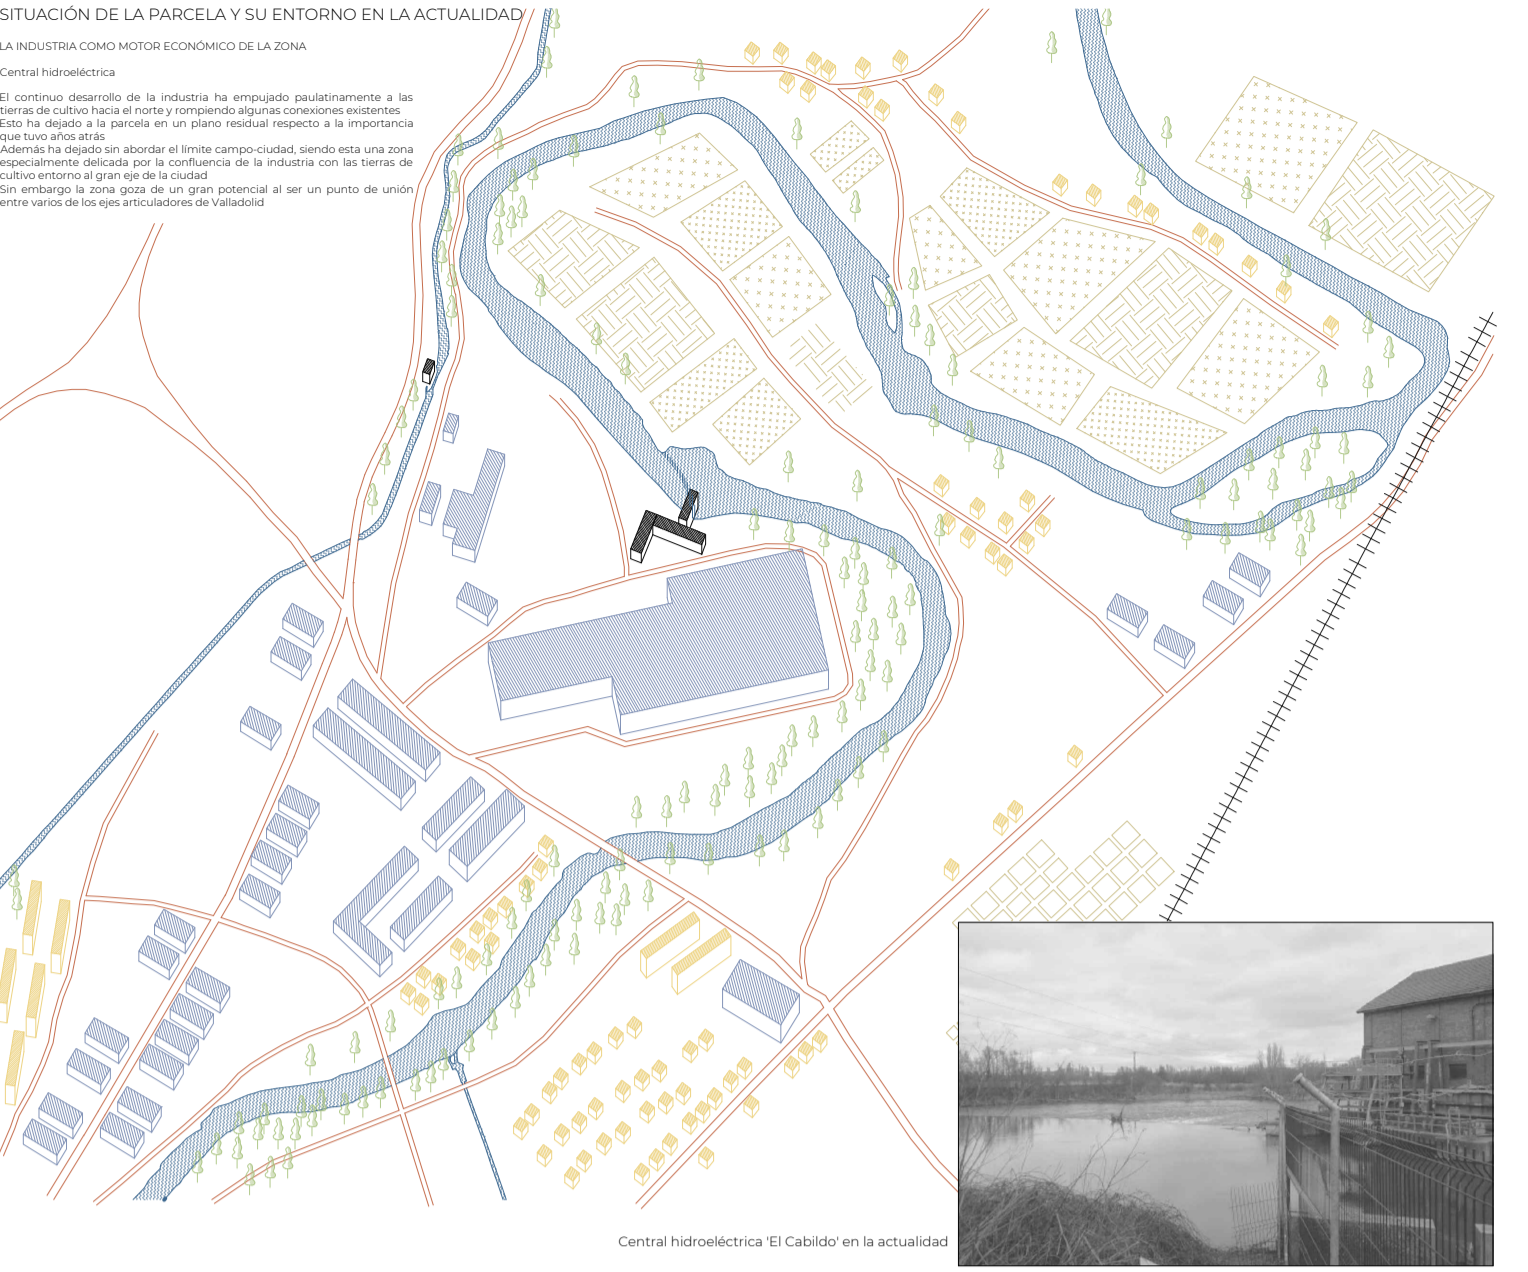 SITUACIÓN DE LA PARCELA Y SU ENTORNO EN LA ACTUALIDAD
LA INDUSTRIA COMO MOTOR ECONÓMICO DE LA ZONA
Central hidroeléctrica
El continuo desarrollo de la industria ha empujado paulatinamente a las
tierras de cultivo hacia el norte y rompiendo algunas conexiones existentes
Esto ha dejado a la parcela en un plano residual respecto a la importancia
que tuvo años atrás
Además ha dejado sin abordar el límite campo-ciudad, siendo esta una zona
especialmente delicada por la confluencia de la industria con las tierras de
cultivo entorno al gran eje de la ciudad
Sin embargo la zona goza de un gran potencial al ser un punto de unión
entre varios de los ejes articuladores de Valladolid
Central hidroeléctrica 'El Cabildo' en la actualidad